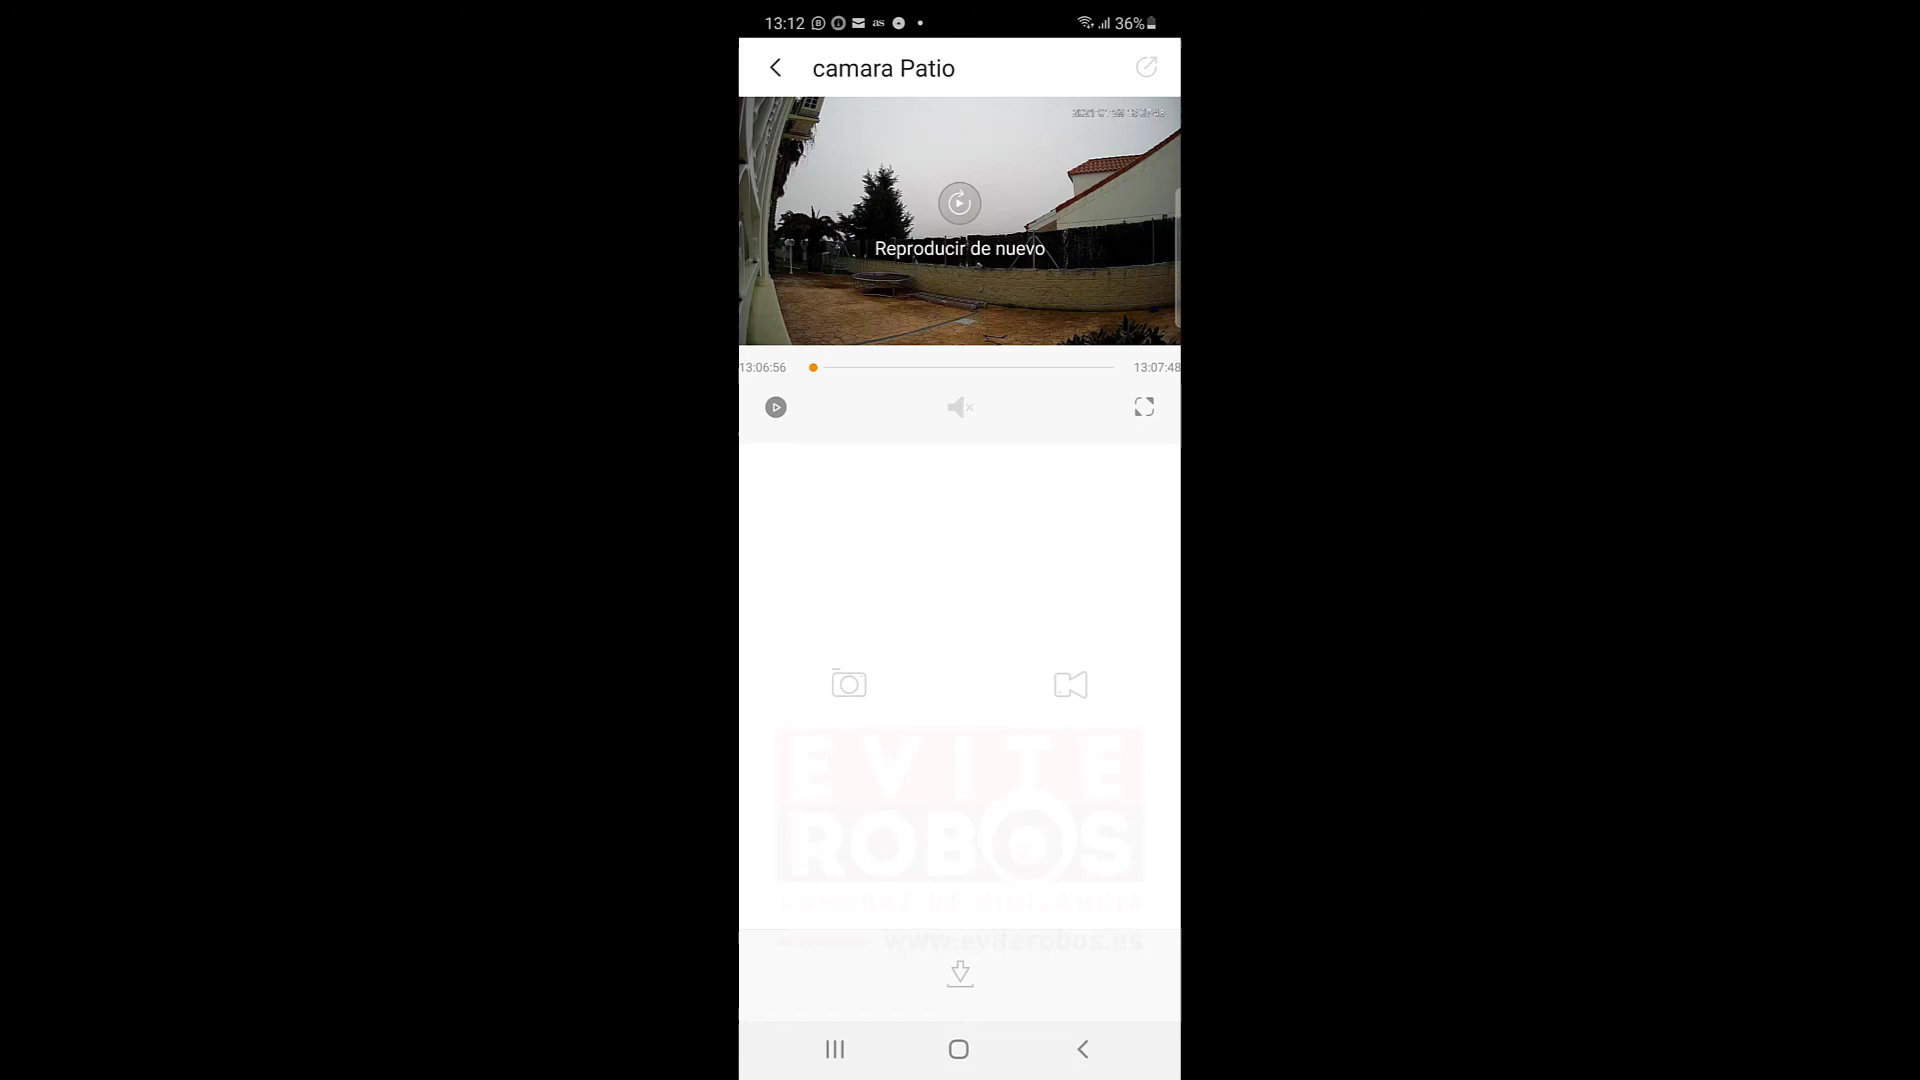 13:12
as
36%
camara Patio
Reproducir de nuevo
13:06:56
13:07:48
EVITE
ROBOS
www.eviterobos.es